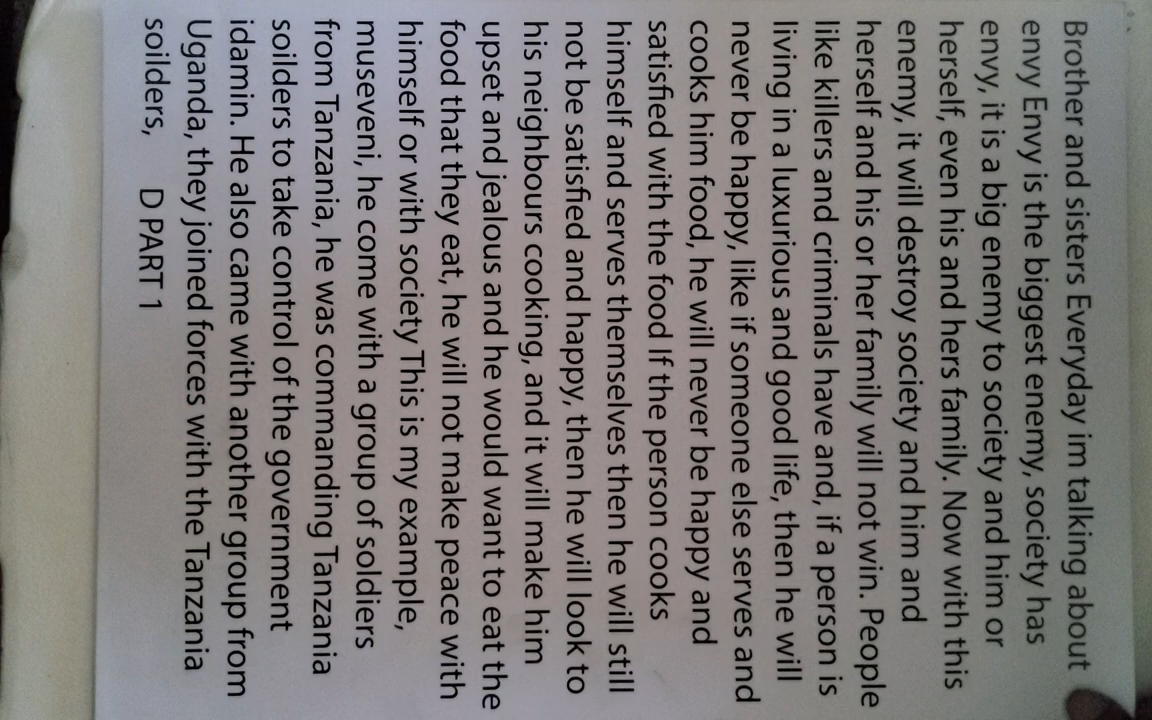 Brother and sisters Everyday im talking about
envy Envy is the biggest enemy, society has
envy, it is a big enemy to society and him or
herself, even his and hers family. Now with this
enemy, it will destroy society and him and
herself and his or her family will not win. People
like killers and criminals have and, if a person is
living in a luxurious and good life, then he will
never be happy, like if someone else serves and
cooks him food, he will never be happy and
satisfied with the food If the person cooks
himself and serves themselves then he will still
not be satisfied and happy, then he will look to
his neighbours cooking, and it will make him
upset and jealous and he would want to eat the
food that they eat, he will not make peace with
himself or with society This is my example,
museveni, he come with a group of soldiers
from Tanzania, he was commanding Tanzania
soilders to take control of the government
idamin. He also came with another group from
Uganda, they joined forces with the Tanzania
soilders, D PART 1